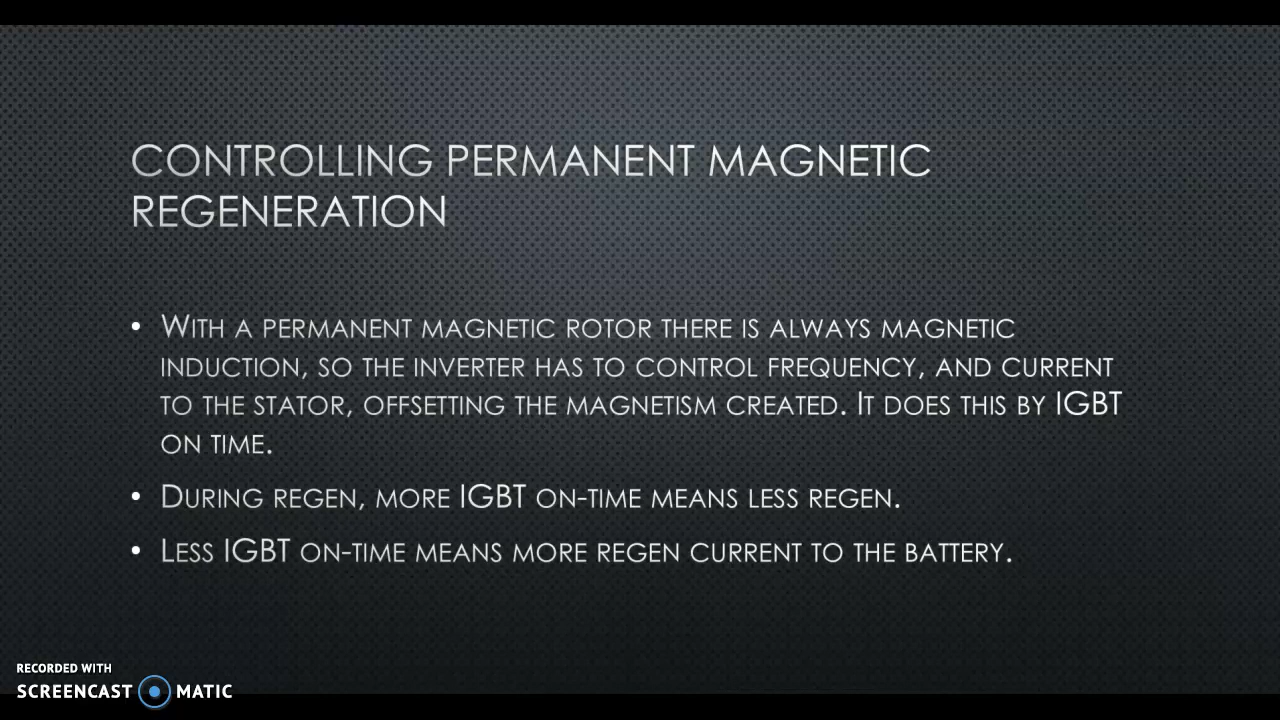 CONTROLLING PERMANENT MAGNETIC
REGENERATION
• WITH A PERMANENT MAGNETIC ROTOR THERE IS ALWAYS MAGNETIC
INDUCTION, SO THE INVERTER HAS TO CONTROL FREQUENCY, AND CURRENT
TO THE STATOR, OFFSETTING THE MAGNETISM CREATED. IT DOES THIS BY IGBT
ON TIME.
• DURING REGEN, MORE IGBT ON-TIME MEANS LESS REGEN.
• LESS IGBT ON-TIME MEANS MORE REGEN CURRENT TO THE BATTERY.
RECORDED WITH
SCREENCAST MATIC